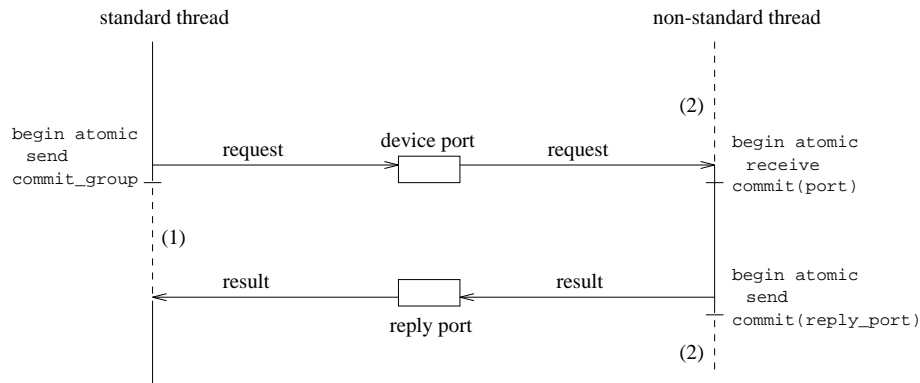 standard thread
non-standard thread
(2)
begin atomic
send
commit_group
request
device port
request
begin atomic
receive
commit(port)
(1)
result
reply port
result
begin atomic
send
commit(reply_port)
(2)